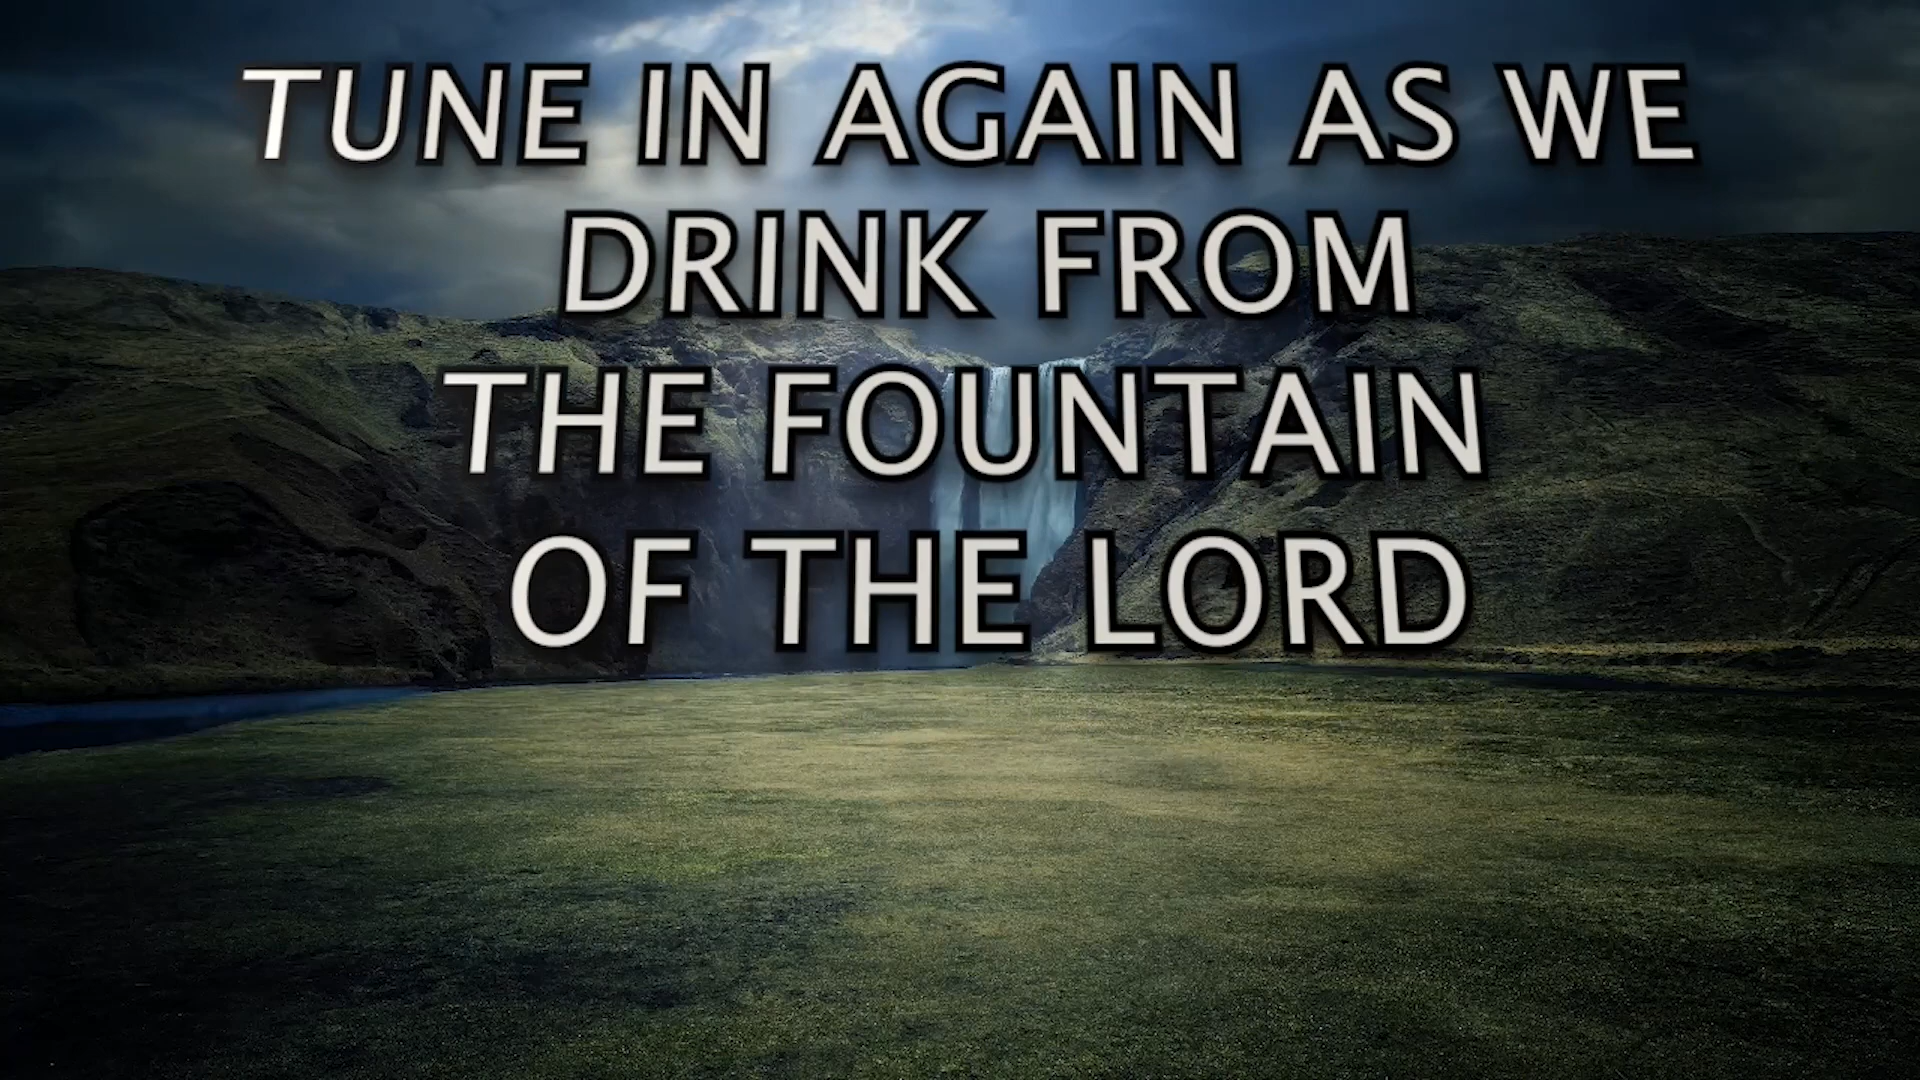 TUNE IN AGAIN AS WE
DRINK FROM
THE FOUNTAIN
OF THE LORD